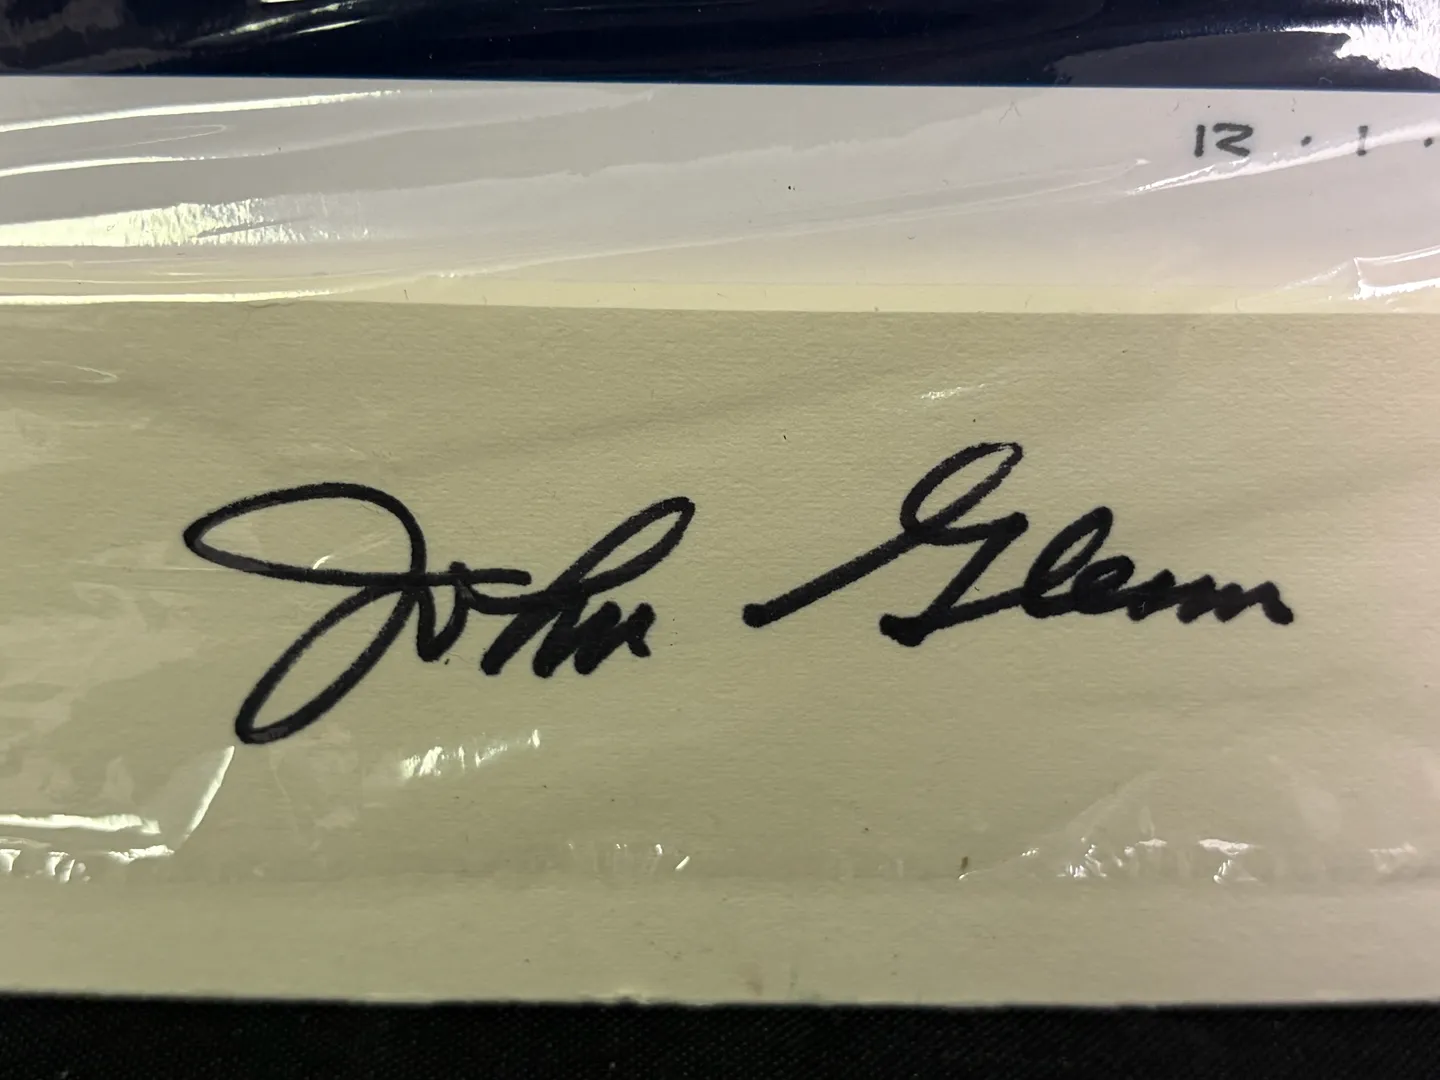 12 . 1 .
John Glenn